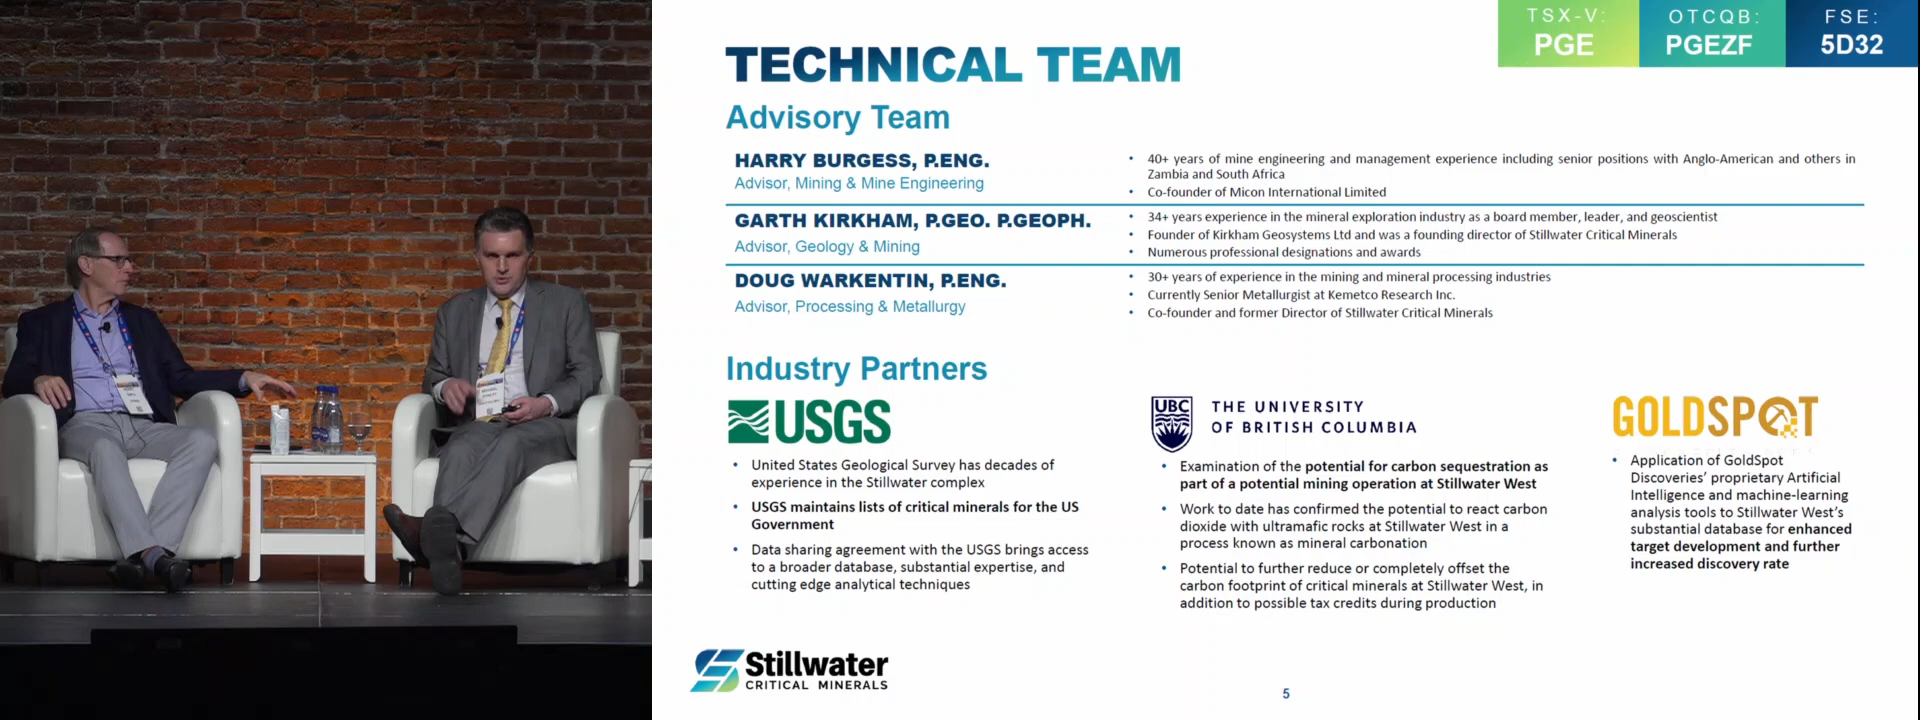 TSX-V:
PGE
OTCQB:
PGEZF
FSE:
5D32
TECHNICAL TEAM
Advisory Team
HARRY BURGESS, P.ENG.
Advisor, Mining & Mine Engineering
• 40+ years of mine engineering and management experience including senior positions with Anglo-American and others in
Zambia and South Africa
• Co-founder of Micon International Limited
GARTH KIRKHAM, P.GEO. P.GEOPH.
Advisor, Geology & Mining
• 34+ years experience in the mineral exploration industry as a board member, leader, and geoscientist
• Founder of Kirkham Geosystems Ltd and was a founding director of Stillwater Critical Minerals
• Numerous professional designations and awards
DOUG WARKENTIN, P.ENG.
Advisor, Processing & Metallurgy
• 30+ years of experience in the mining and mineral processing industries
• Currently Senior Metallurgist at Kemetco Research Inc.
• Co-founder and former Director of Stillwater Critical Minerals
Industry Partners
USGS
• United States Geological Survey has decades of
experience in the Stillwater complex
• USGS maintains lists of critical minerals for the US
Government
• Data sharing agreement with the USGS brings access
to a broader database, substantial expertise, and
cutting edge analytical techniques
UBC
THE UNIVERSITY
OF BRITISH COLUMBIA
• Examination of the potential for carbon sequestration as
part of a potential mining operation at Stillwater West
• Work to date has confirmed the potential to react carbon
dioxide with ultramafic rocks at Stillwater West in a
process known as mineral carbonation
• Potential to further reduce or completely offset the
carbon footprint of critical minerals at Stillwater West, in
addition to possible tax credits during production
GOLDSPOT
• Application of GoldSpot
Discoveries' proprietary Artificial
Intelligence and machine-learning
analysis tools to Stillwater West's
substantial database for enhanced
target development and further
increased discovery rate
Stillwater
CRITICAL MINERALS
5